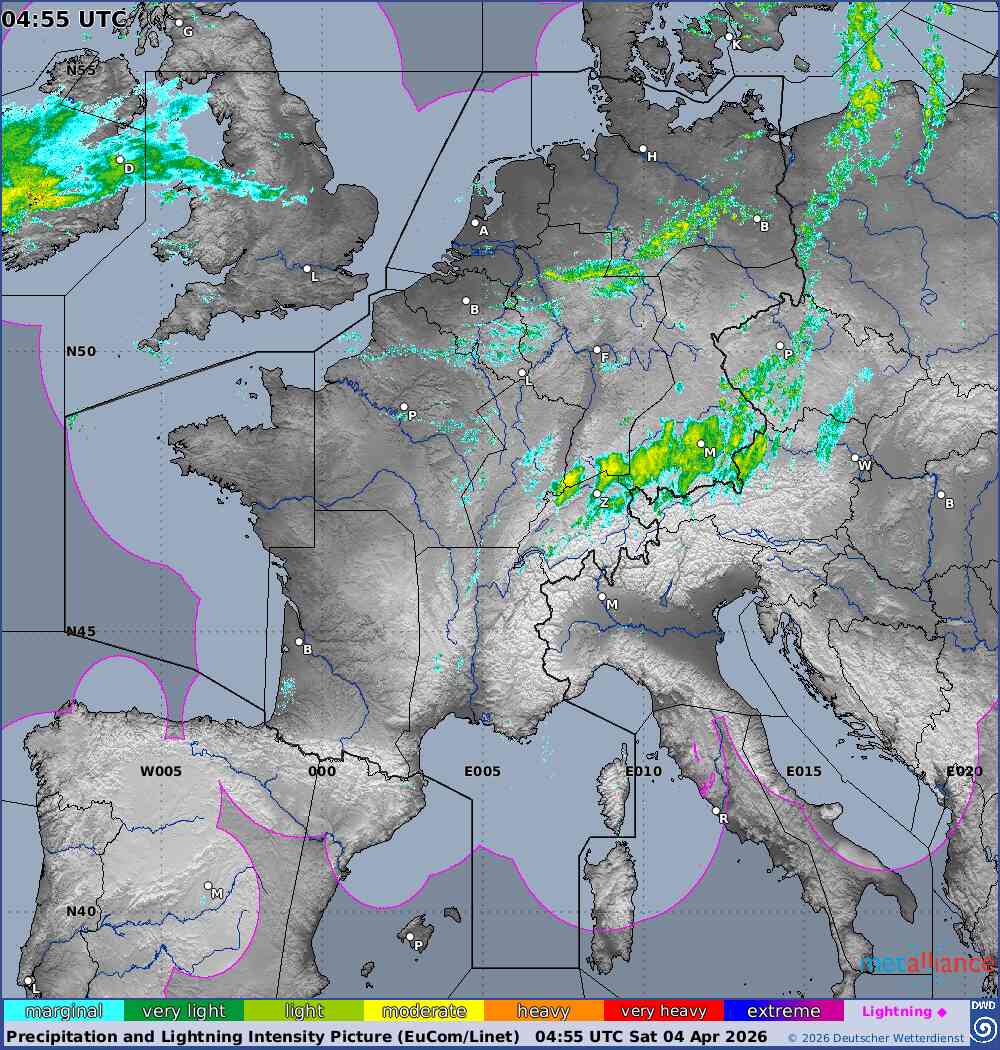 04:55 UTC
G
K
N55
D
H
A
B
L
B
N50
F
P
L
P
M
W
Z
B
M
N45
B
W005
000
E005
E010
E015
E020
R
M
N40
P
L
metalliance
marginal
very light
light
moderate
heavy
very heavy
extreme
Lightning ◆
DWD
Precipitation and Lightning Intensity Picture (EuCom/Linet) 04:55 UTC Sat 04 Apr 2026
© 2026 Deutscher Wetterdienst